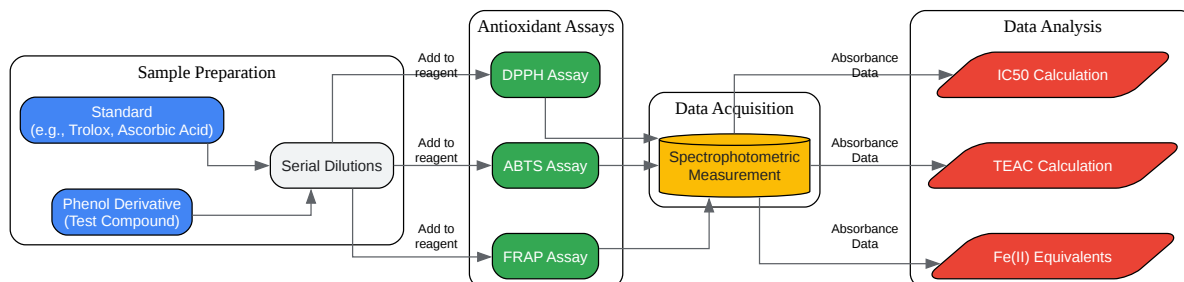 Sample Preparation
Standard
(e.g., Trolox, Ascorbic Acid)
Phenol Derivative
(Test Compound)
Serial Dilutions
Add to
reagent
Add to
reagent
Add to
reagent
Antioxidant Assays
DPPH Assay
ABTS Assay
FRAP Assay
Data Acquisition
Spectrophotometric
Measurement
Absorbance
Data
Absorbance
Data
Absorbance
Data
Data Analysis
IC50 Calculation
TEAC Calculation
Fe(II) Equivalents